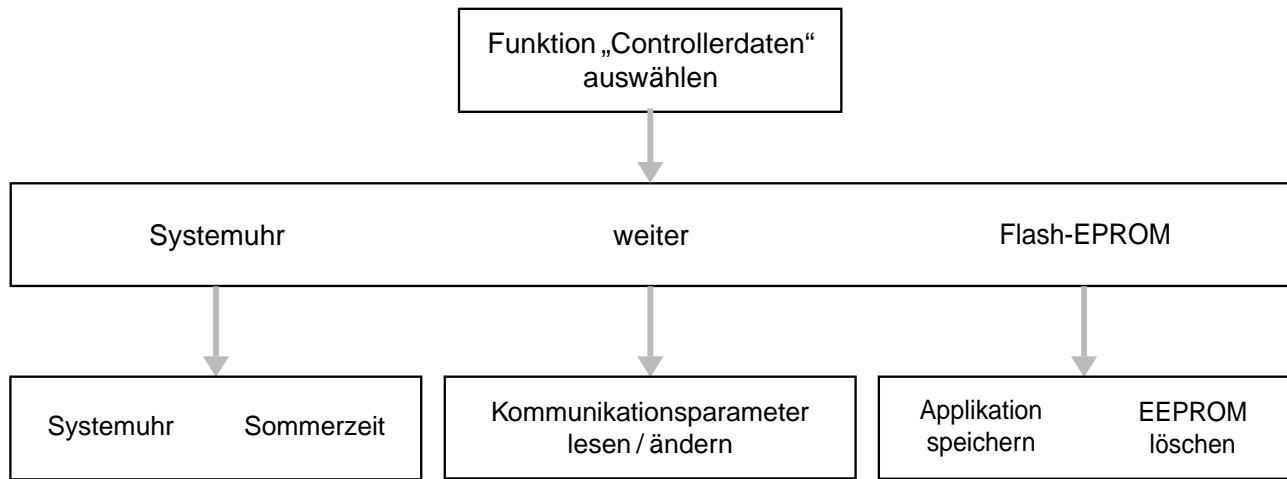 Funktion „Controllerdaten“
auswählen
Systemuhr weiter Flash-EPROM
Systemuhr Sommerzeit
Kommunikationsparameter
lesen / ändern
Applikation
speichern
EEPROM
löschen